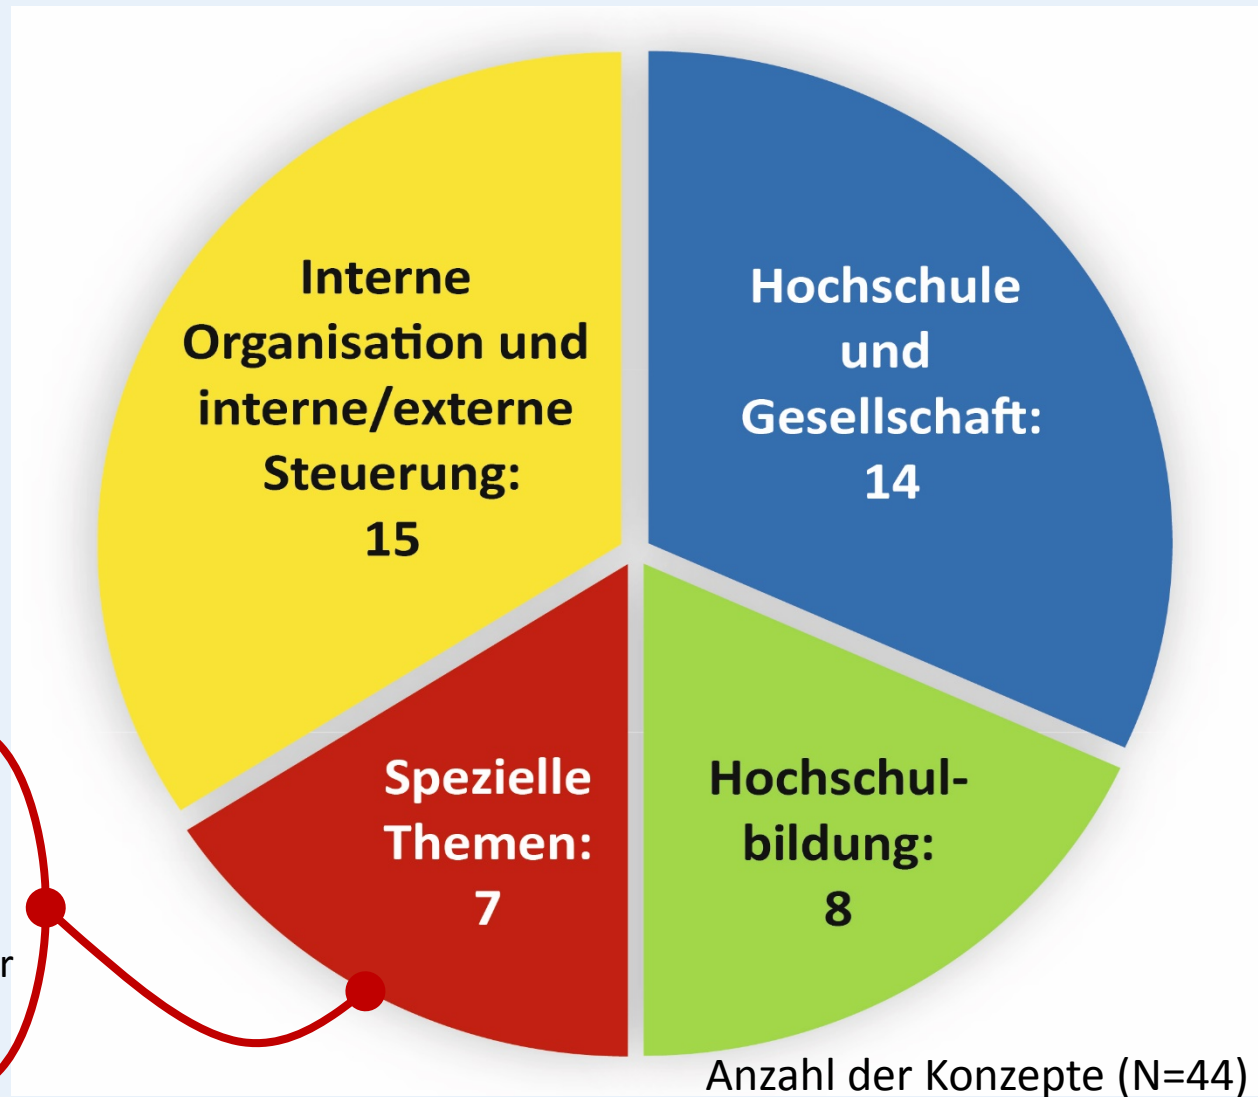 Interne
Organisation und
interne/externe
Steuerung:
15
Hochschule
und
Gesellschaft:
14
Spezielle
Themen:
7
Hochschul-
bildung:
8
r
Anzahl der Konzepte (N=44)